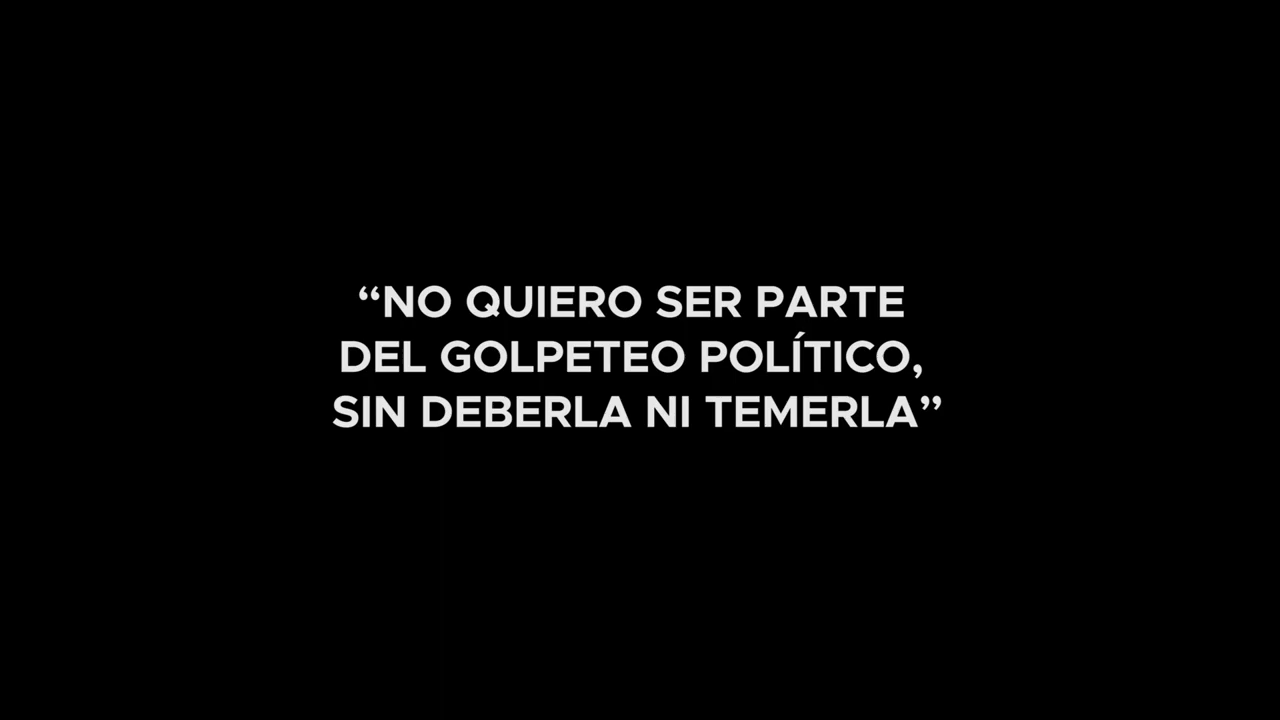 “NO QUIERO SER PARTE
DEL GOLPETEO POLÍTICO,
SIN DEBERLA NI TEMERLA”